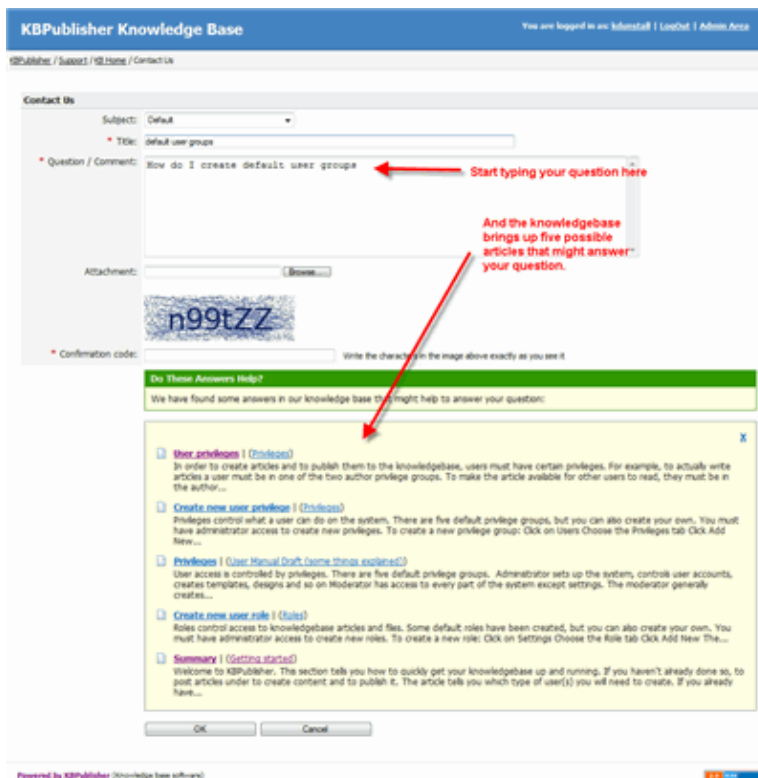 KBPublisher Knowledge Base
You are logged in as: kdunstall | LogOut | Admin Area
KBPublisher / Support / KB Home / Contact Us
Contact Us
Subject: Default
* Title: default user groups
* Question / Comment: How do I create default user groups
Start typing your question here
And the knowledgebase
brings up five possible
articles that might answer
your question.
Attachment: Browse...
n99tZZ
* Confirmation code: Write the characters in the image above exactly as you see it
Do These Answers Help?
We have found some answers in our knowledge base that might help to answer your question:
X
User privileges | (Privileges)
In order to create articles and to publish them to the knowledgebase, users must have certain privileges. For example, to actually write
articles a user must be in one of the two author privilege groups. To make the article available for other users to read, they must be in
the author...
Create new user privilege | (Privileges)
Privileges control what a user can do on the system. There are five default privilege groups, but you can also create your own. You must
have administrator access to create new privileges. To create a new privilege group: Click on Users Choose the Privileges tab Click Add
New...
Privileges | (User Manual Draft (some things explained?)
User access is controlled by privileges. There are five default privilege groups. Administrator sets up the system, controls user accounts,
creates templates, designs and so on Moderator has access to every part of the system except settings. The moderator generally
creates...
Create new user role | (Roles)
Roles control access to knowledgebase articles and files. Some default roles have been created, but you can also create your own. You
must have administrator access to create new roles. To create a new role: Click on Settings Choose the Role tab Click Add New The...
Summary | (Getting started)
Welcome to KBPublisher. The section tells you how to quickly get your knowledgebase up and running. If you haven't already done so, to
post articles under to create content and to publish it. The article tells you which type of user(s) you will need to create. If you already
have...
OK Cancel
Powered by KBPublisher (Knowledge base software)